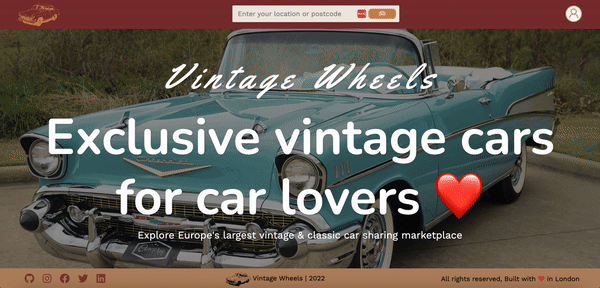 Enter your location or postcode
Vintage Wheels
Exclusive vintage cars
for car lovers ❤️
Explore Europe's largest vintage & classic car sharing marketplace
Vintage Wheels | 2022
All rights reserved, Built with ❤ in London